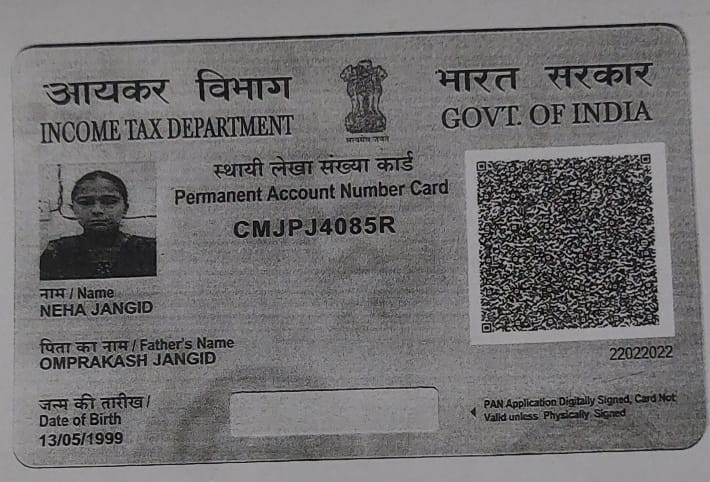 आयकर विभाग
INCOME TAX DEPARTMENT
सत्यमेव जयते
भारत सरकार
GOVT. OF INDIA
स्थायी लेखा संख्या कार्ड
Permanent Account Number Card
CMJPJ4085R
नाम / Name
NEHA JANGID
पिता का नाम / Father's Name
OMPRAKASH JANGID
22022022
जन्म की तारीख /
Date of Birth
13/05/1999
PAN Application Digitally Signed, Card Not
Valid unless Physically Signed